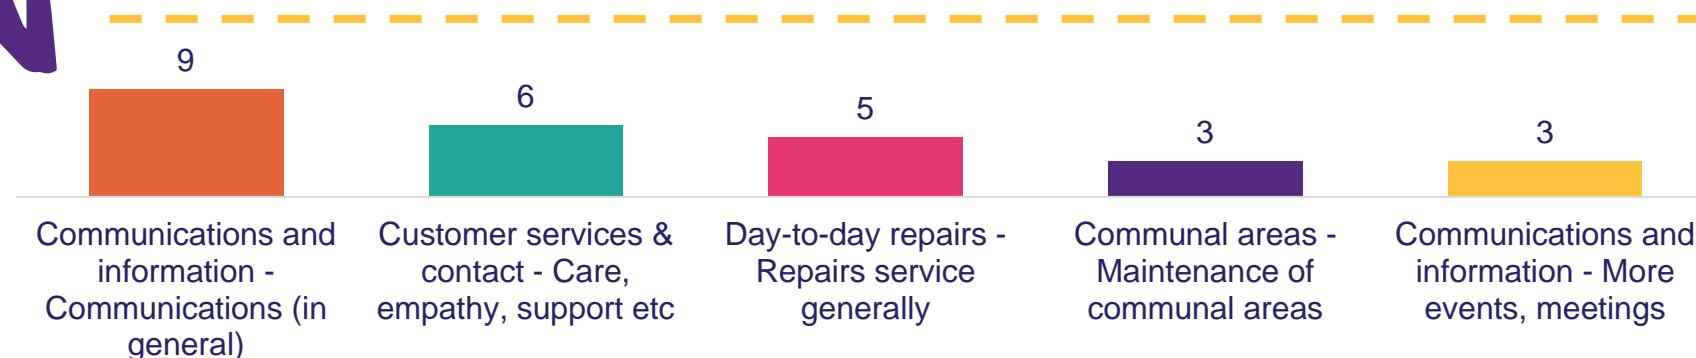 9
6
5
3
3
Communications and
information -
Communications (in
general)
Customer services &
contact - Care,
empathy, support etc
Day-to-day repairs -
Repairs service
generally
Communal areas -
Maintenance of
communal areas
Communications and
information - More
events, meetings